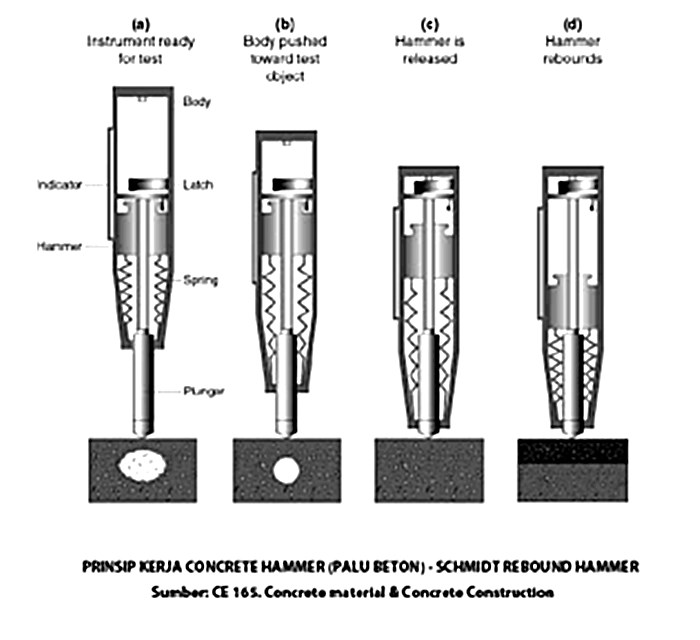 (a)
Instrument ready
for test
(b)
Body pushed
toward test
object
(c)
Hammer is
released
(d)
Hammer
rebounds
Body
Indicator
Latch
Hammer
Spring
Plunger
PRINSIP KERJA CONCRETE HAMMER (PALU BETON) - SCHMIDT REBOUND HAMMER
Sumber: CE 165. Concrete material & Concrete Construction